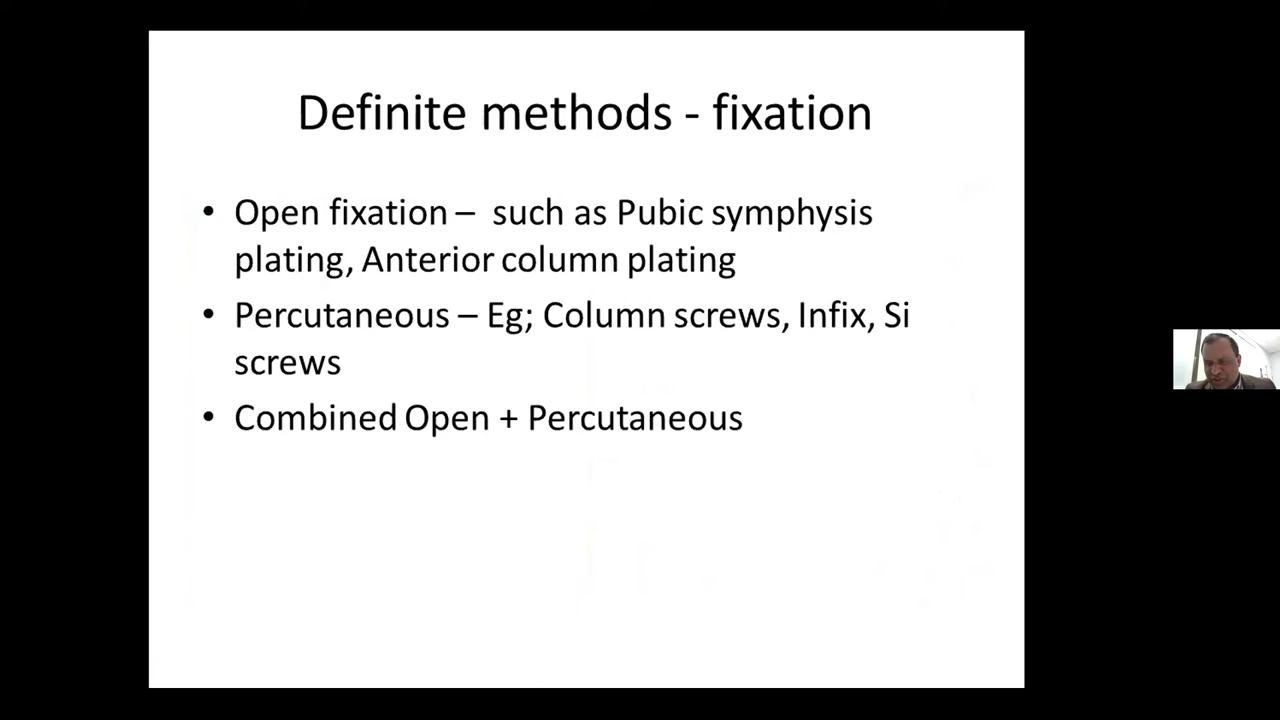 Definite methods - fixation
• Open fixation – such as Pubic symphysis
plating, Anterior column plating
• Percutaneous – Eg; Column screws, Infix, Si
screws
• Combined Open + Percutaneous